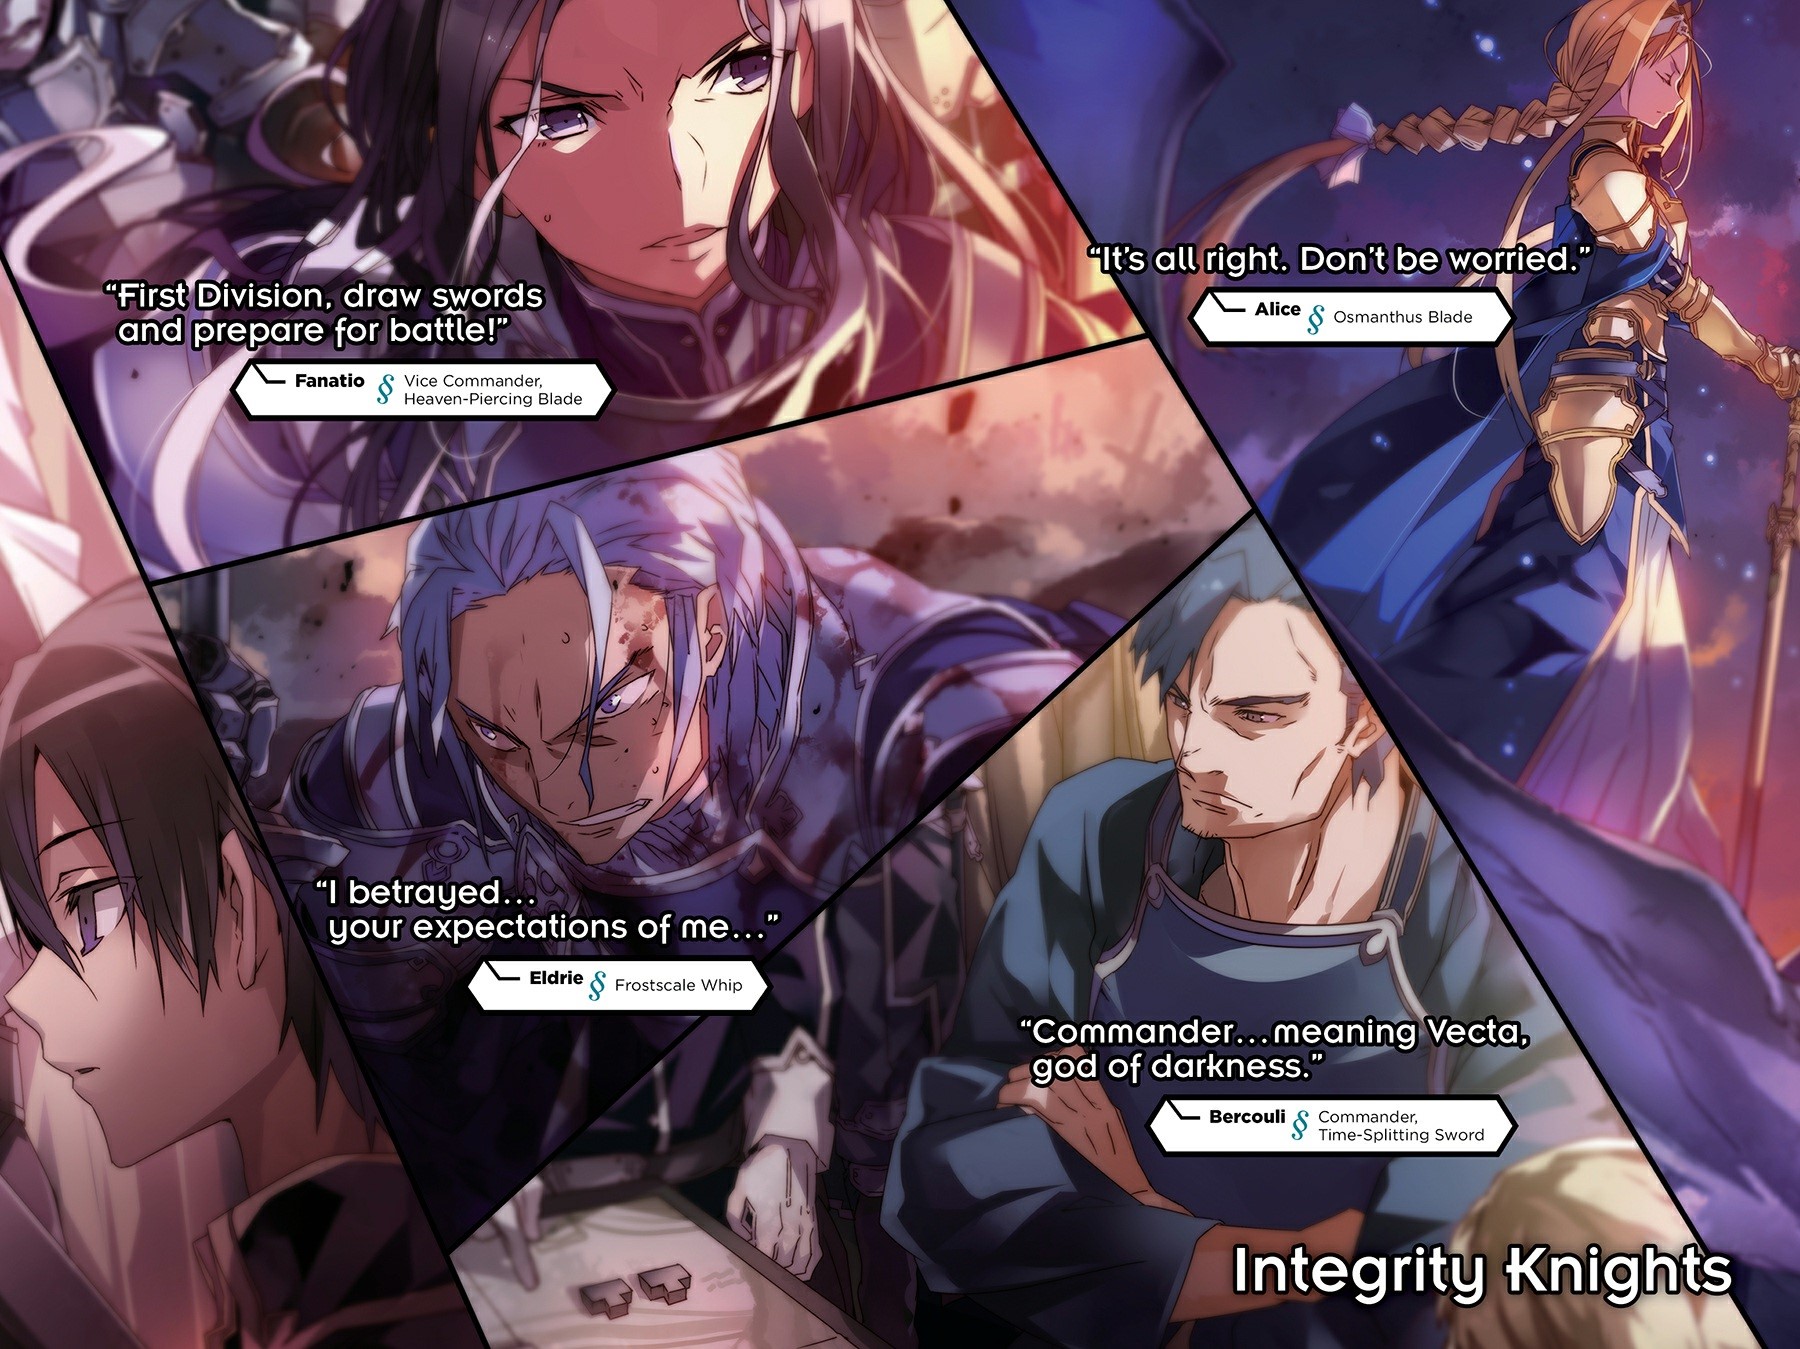 “First Division, draw swords
and prepare for battle!”
Fanatio § Vice Commander,
Heaven-Piercing Blade
“It’s all right. Don’t be worried.”
Alice § Osmanthus Blade
“I betrayed…
your expectations of me…”
Eldrie § Frostscale Whip
“Commander…meaning Vecta,
god of darkness.”
Bercouli § Commander,
Time-Splitting Sword
Integrity Knights